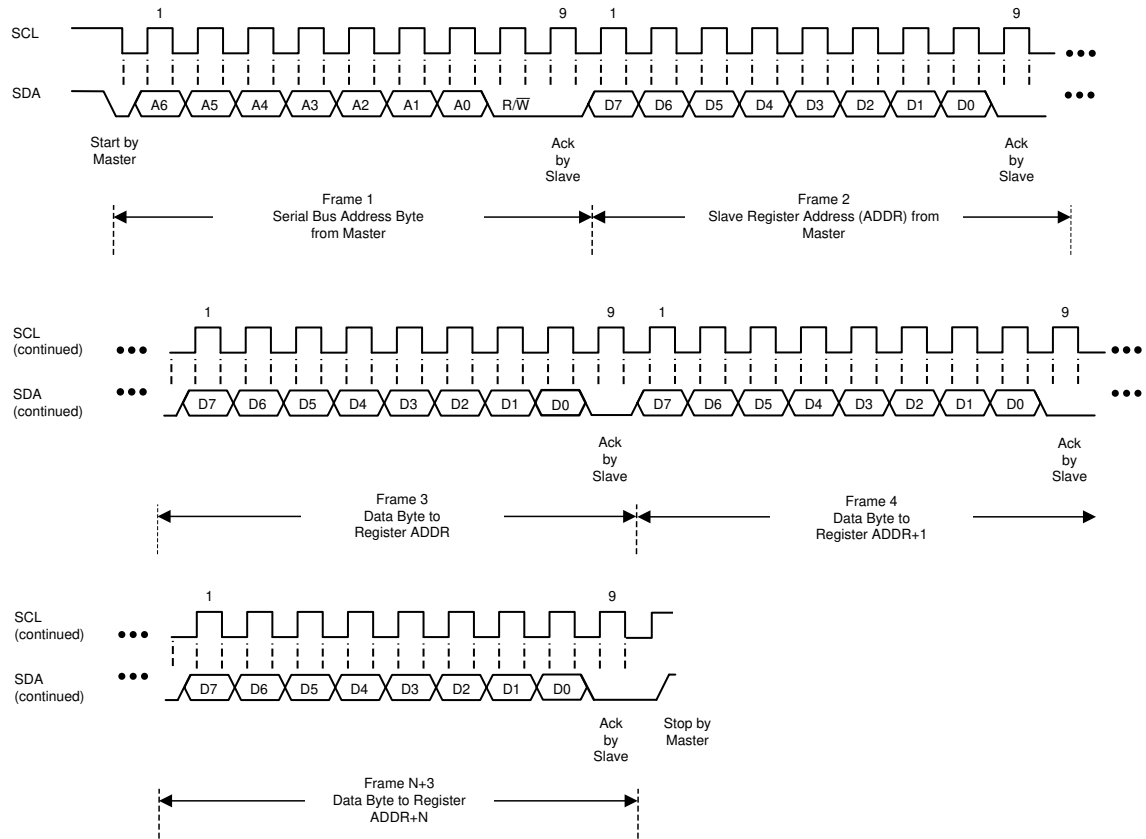 1 9 1 9
SCL
SDA A6 A5 A4 A3 A2 A1 A0 R/W̅ D7 D6 D5 D4 D3 D2 D1 D0
Start by
Master
Ack
by
Slave
Ack
by
Slave
Frame 1
Serial Bus Address Byte
from Master
Frame 2
Slave Register Address (ADDR) from
Master
1 9 1 9
SCL
(continued)
SDA
(continued)
D7 D6 D5 D4 D3 D2 D1 D0 D7 D6 D5 D4 D3 D2 D1 D0
Ack
by
Slave
Ack
by
Slave
Frame 3
Data Byte to
Register ADDR
Frame 4
Data Byte to
Register ADDR+1
1 9
SCL
(continued)
SDA
(continued)
D7 D6 D5 D4 D3 D2 D1 D0
Ack
by
Slave
Stop by
Master
Frame N+3
Data Byte to Register
ADDR+N